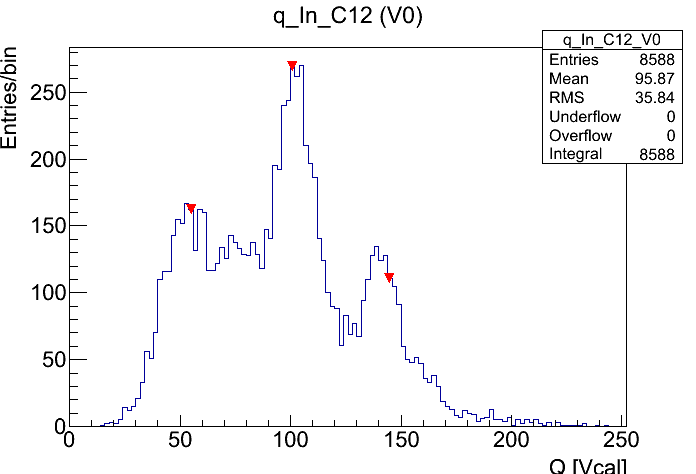 q_In_C12 (V0)
q_In_C12_V0
Entries 8588
Mean 95.87
RMS 35.84
Underflow 0
Overflow 0
Integral 8588
Entries/bin
250
200
150
100
50
0
0 50 100 150 200 250
Q [Vcal]